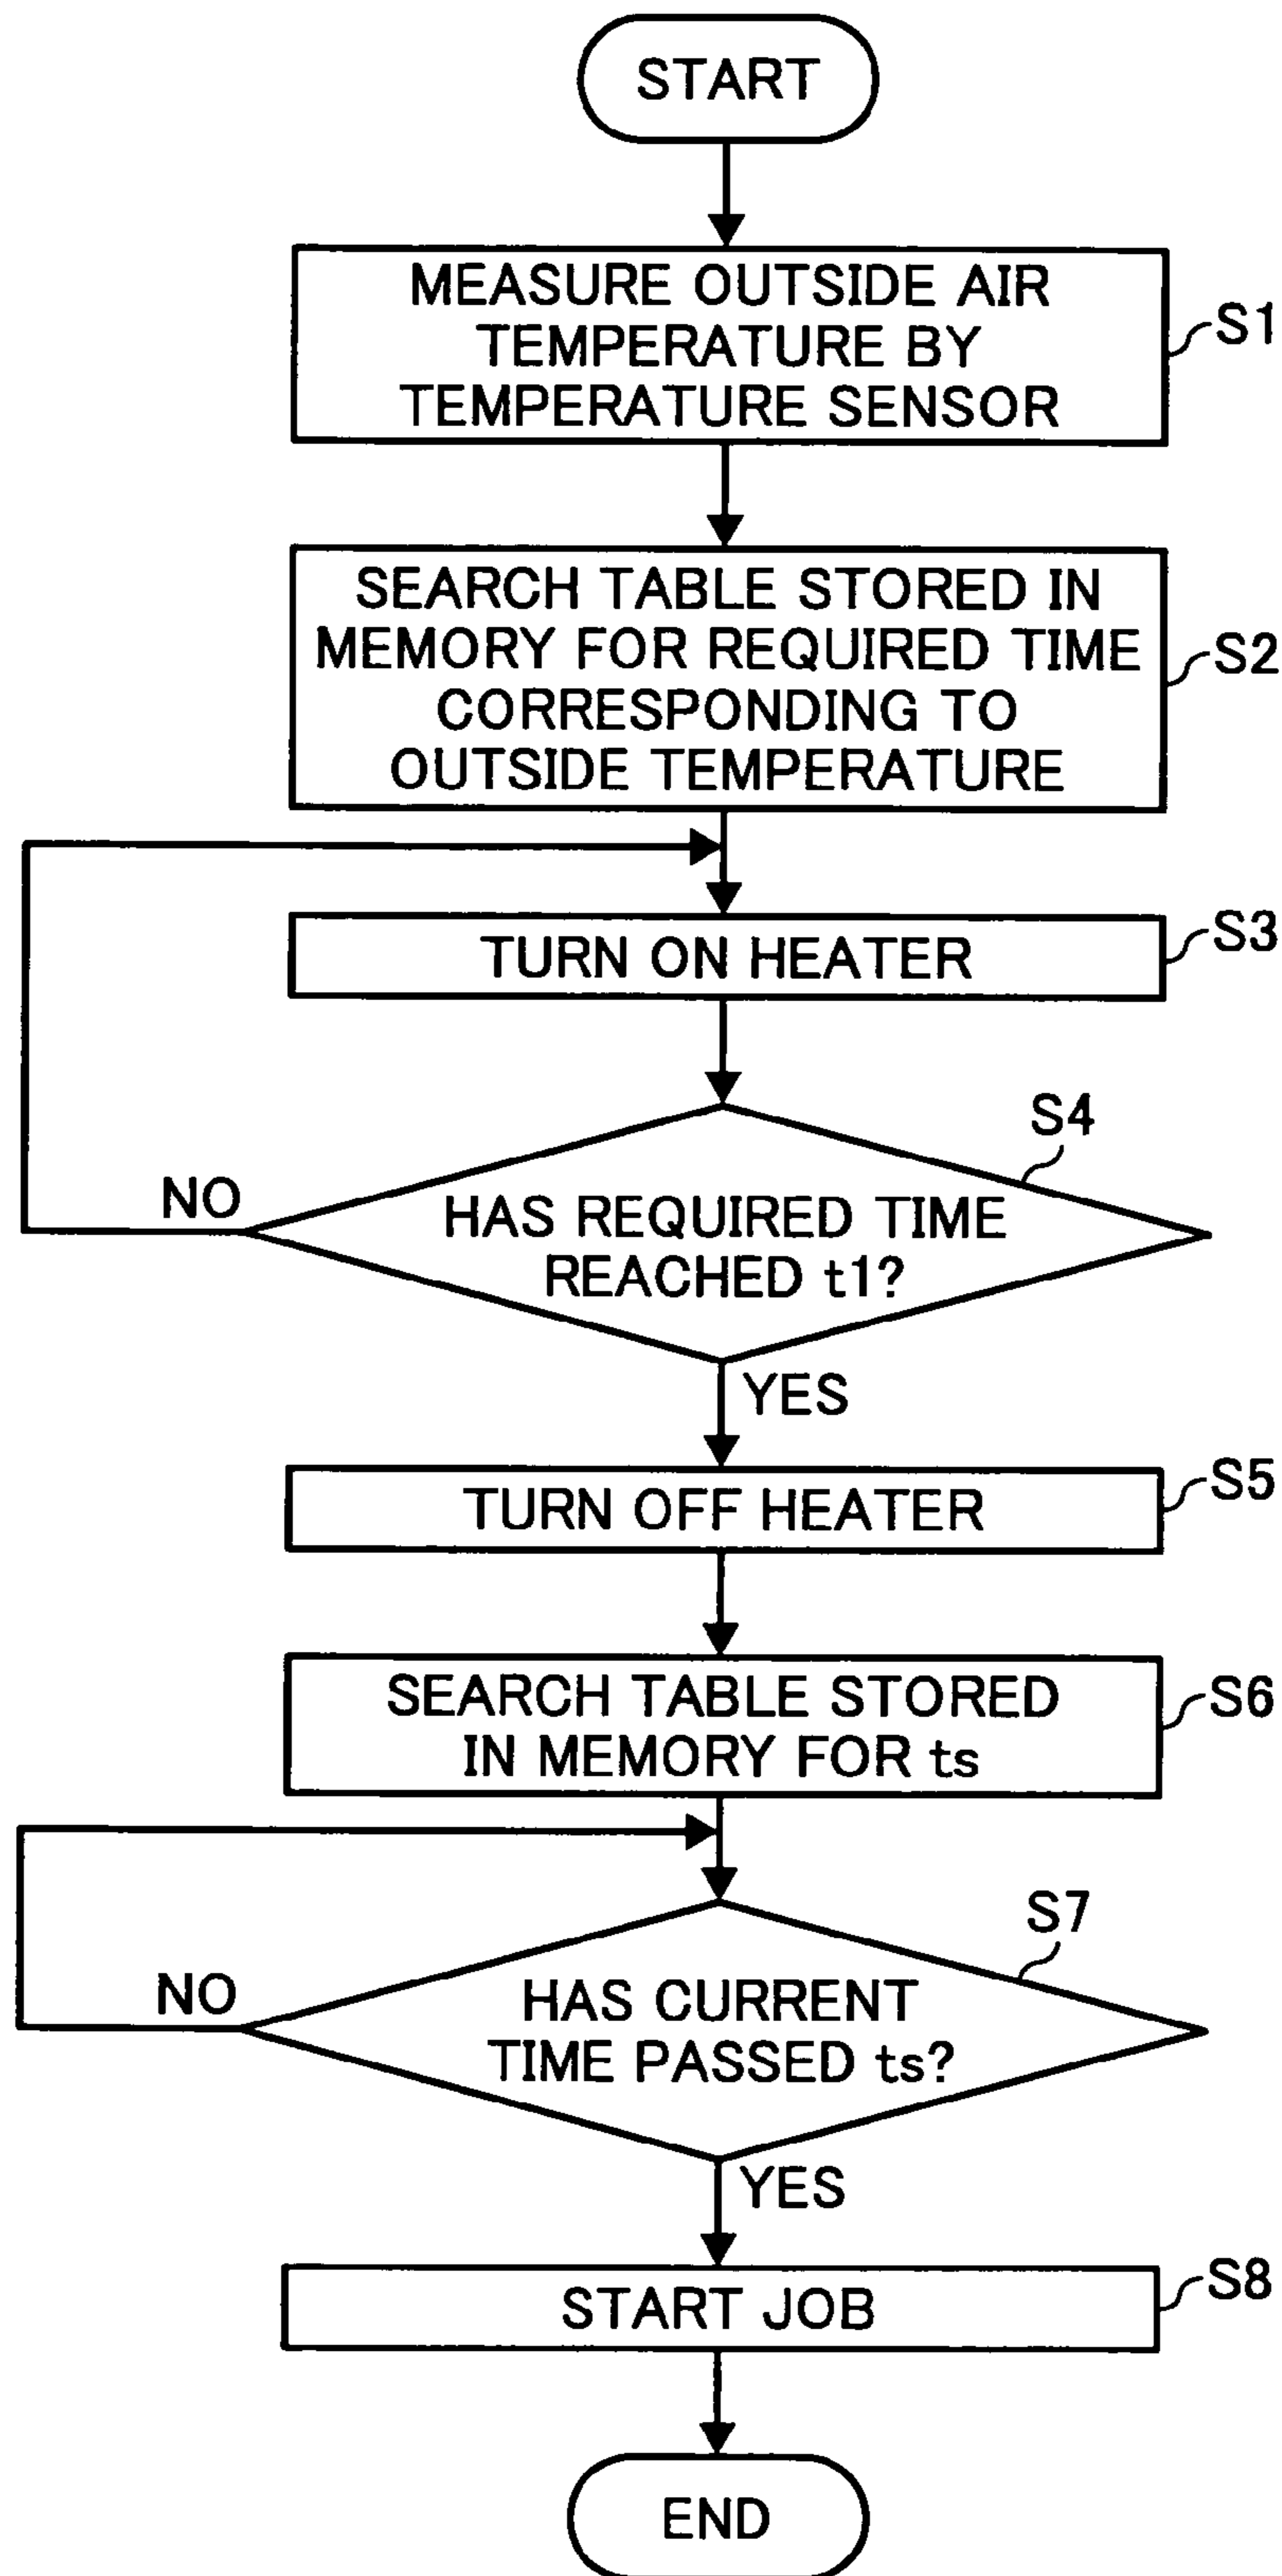 START
MEASURE OUTSIDE AIR
TEMPERATURE BY
TEMPERATURE SENSOR
S1
SEARCH TABLE STORED IN
MEMORY FOR REQUIRED TIME
CORRESPONDING TO
OUTSIDE TEMPERATURE
S2
TURN ON HEATER
S3
S4
NO
HAS REQUIRED TIME
REACHED t1?
YES
TURN OFF HEATER
S5
SEARCH TABLE STORED
IN MEMORY FOR ts
S6
S7
NO
HAS CURRENT
TIME PASSED ts?
YES
START JOB
S8
END